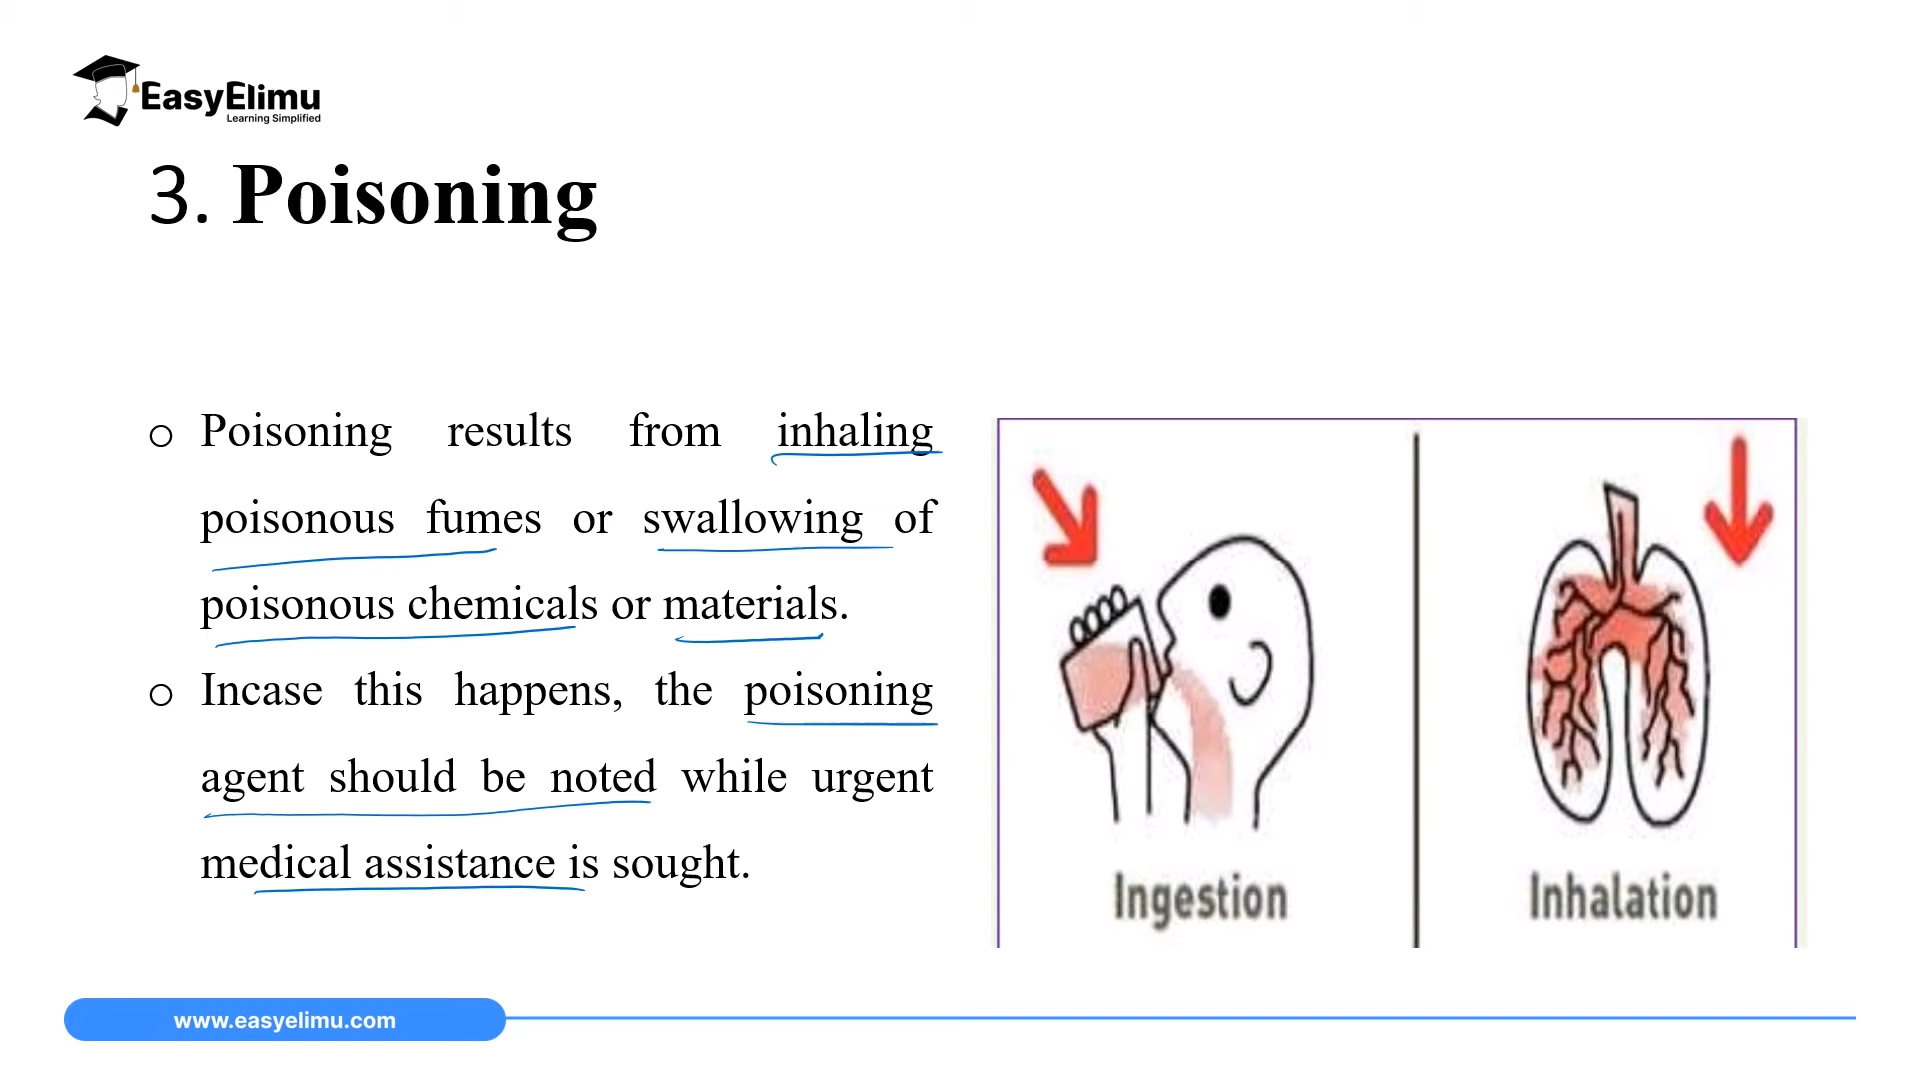 EasyElimu
Learning Simplified
3. Poisoning
o Poisoning results from inhaling
poisonous fumes or swallowing of
poisonous chemicals or materials.
o Incase this happens, the poisoning
agent should be noted while urgent
medical assistance is sought.
Ingestion
Inhalation
www.easyelimu.com